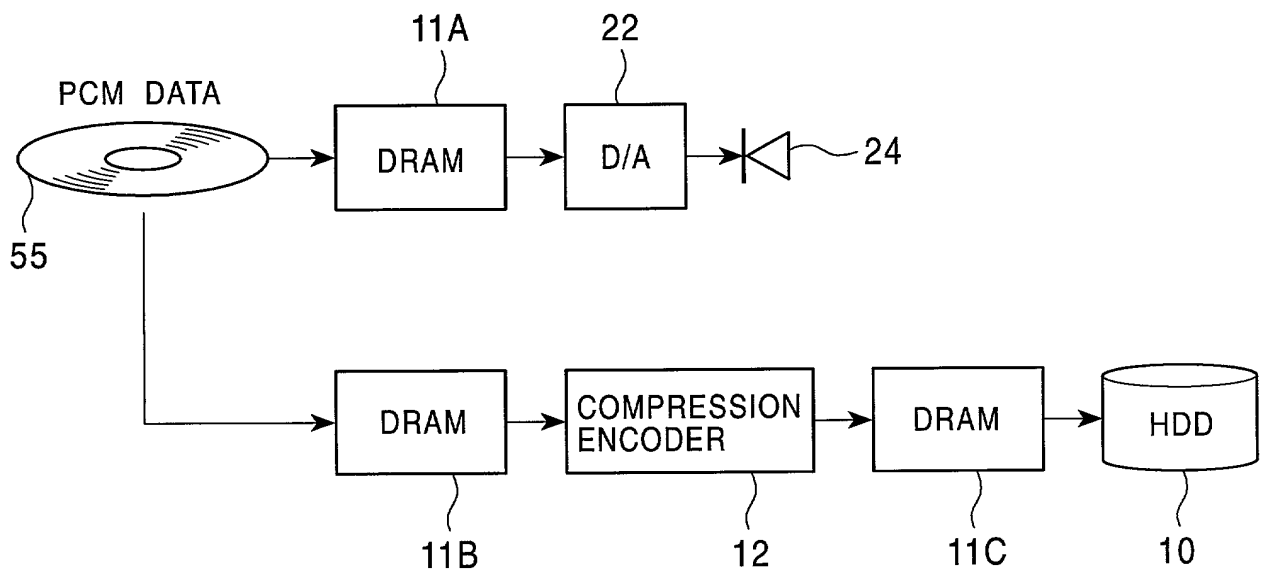 11A
22
PCM DATA
DRAM
D/A
24
55
DRAM
COMPRESSION
ENCODER
DRAM
HDD
11B
12
11C
10